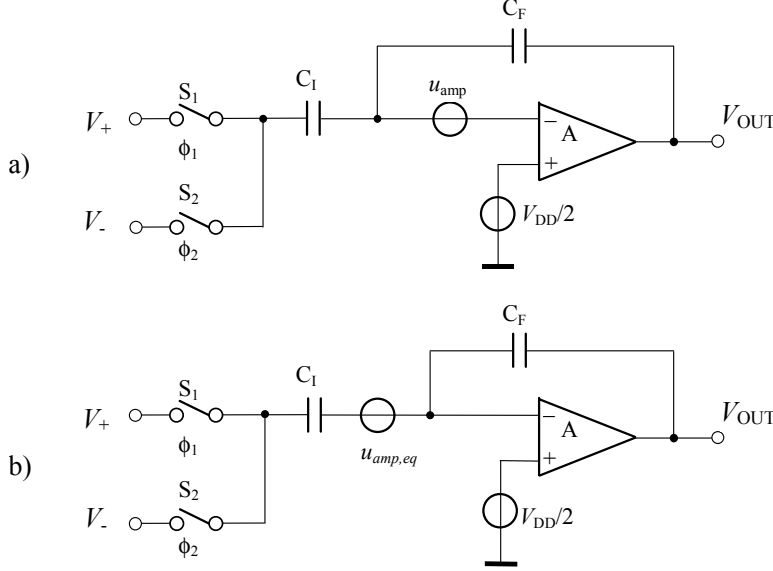 C_F
C_I
u_amp
S_1
V_+
ϕ_1
− A
+
V_OUT
a)
S_2
V_DD/2
V_-
ϕ_2
C_F
C_I
S_1
V_+
ϕ_1
u_amp,eq
− A
+
V_OUT
b)
S_2
V_DD/2
V_-
ϕ_2